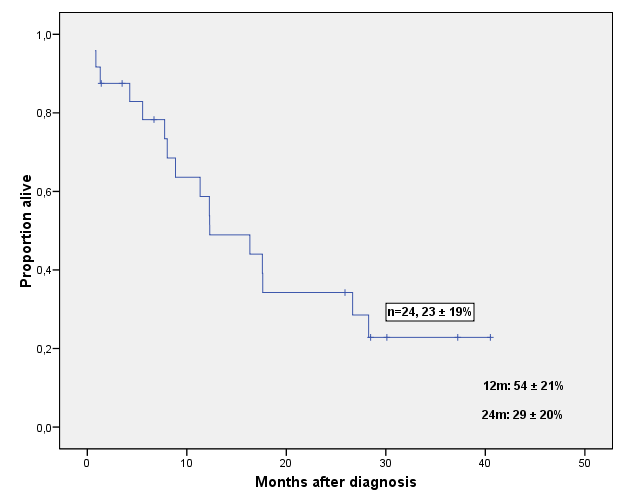 1,0
0,8
0,6
0,4
0,2
0,0
Proportion alive
n=24, 23 ± 19%
12m: 54 ± 21%
24m: 29 ± 20%
0 10 20 30 40 50
Months after diagnosis